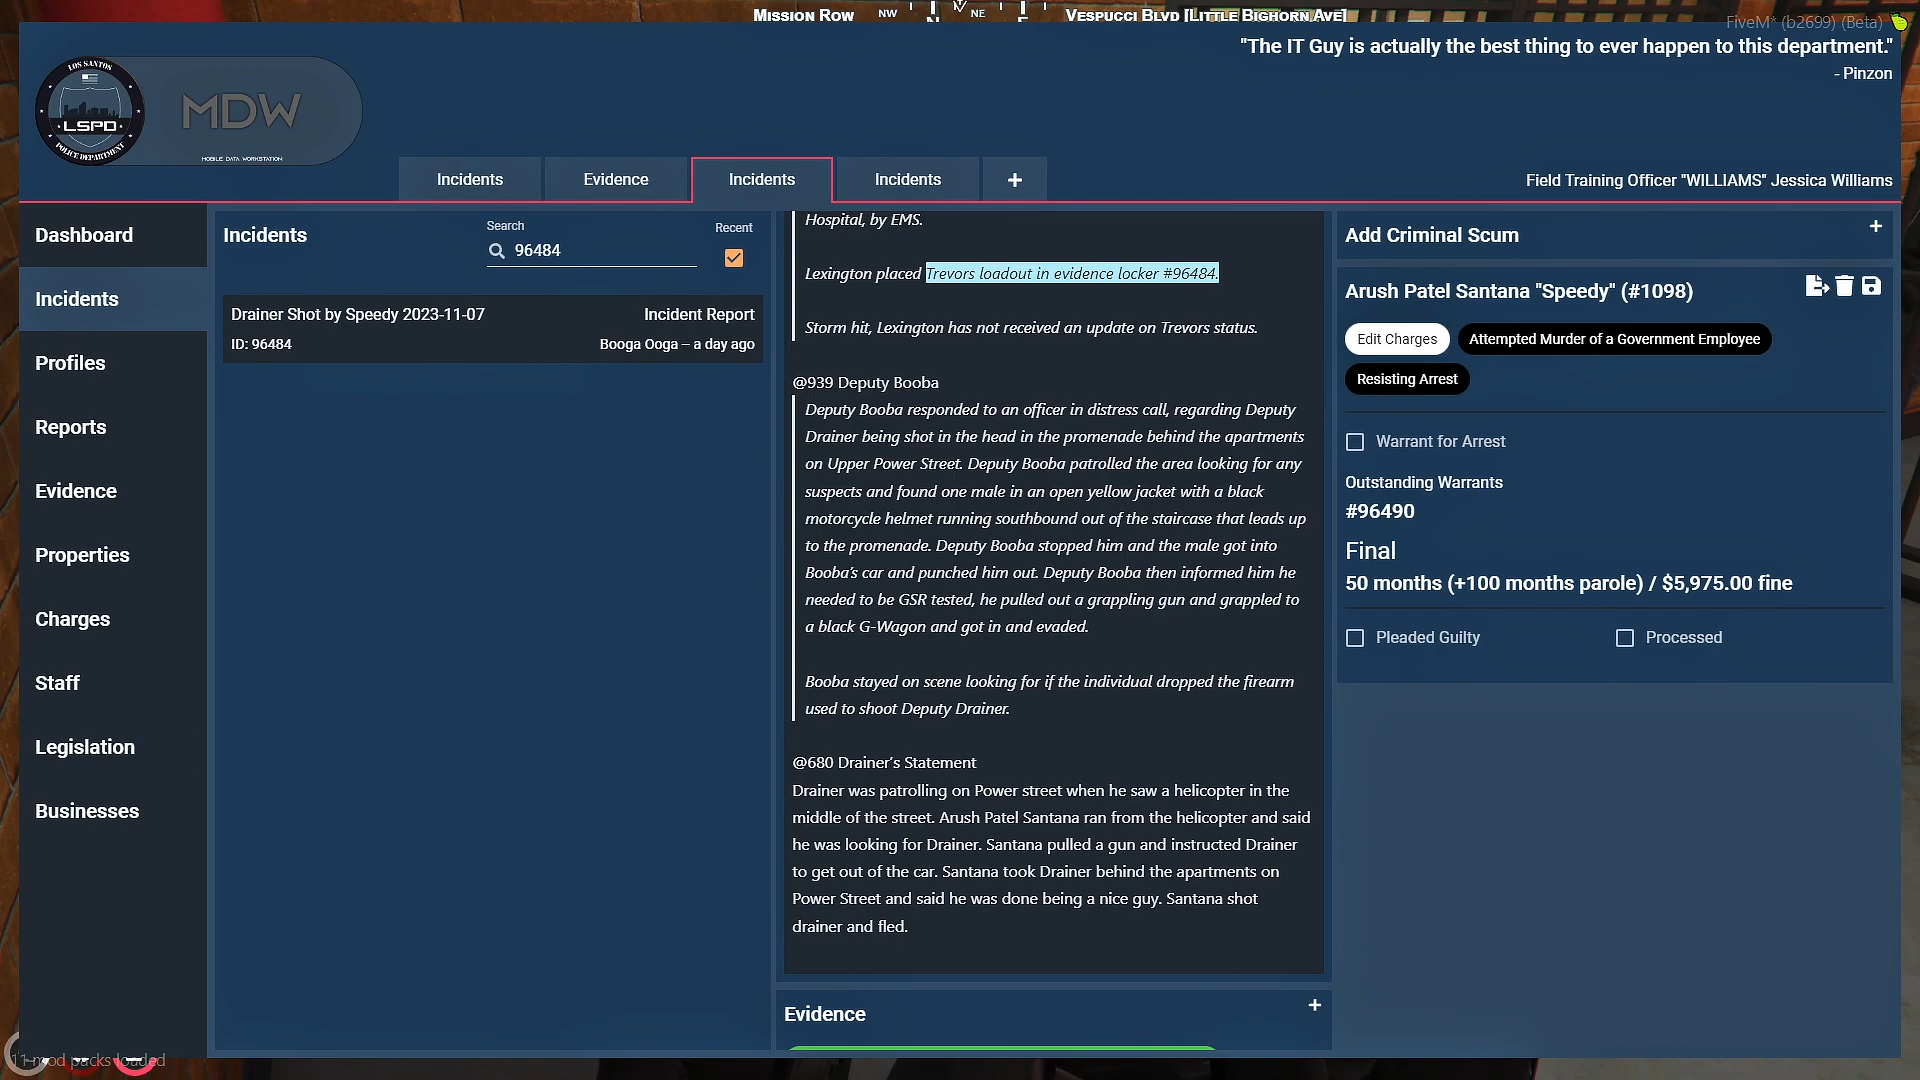 Mission Row
NW
N
NE
E
Vespucci Blvd [Little Bighorn Ave]
FiveM* (b2699) (Beta)
"The IT Guy is actually the best thing to ever happen to this department."
- Pinzon
LOS SANTOS
LSPD
POLICE DEPARTMENT
MDW
MOBILE DATA WORKSTATION
Incidents
Evidence
Incidents
Incidents
+
Field Training Officer "WILLIAMS" Jessica Williams
Dashboard
Incidents
Profiles
Reports
Evidence
Properties
Charges
Staff
Legislation
Businesses
Incidents
Search
96484
Recent
Drainer Shot by Speedy 2023-11-07
Incident Report
ID: 96484
Booga Ooga – a day ago
Hospital, by EMS.
Lexington placed Trevors loadout in evidence locker #96484.
Storm hit, Lexington has not received an update on Trevors status.
@939 Deputy Booba
Deputy Booba responded to an officer in distress call, regarding Deputy
Drainer being shot in the head in the promenade behind the apartments
on Upper Power Street. Deputy Booba patrolled the area looking for any
suspects and found one male in an open yellow jacket with a black
motorcycle helmet running southbound out of the staircase that leads up
to the promenade. Deputy Booba stopped him and the male got into
Booba's car and punched him out. Deputy Booba then informed him he
needed to be GSR tested, he pulled out a grappling gun and grappled to
a black G-Wagon and got in and evaded.
Booba stayed on scene looking for if the individual dropped the firearm
used to shoot Deputy Drainer.
@680 Drainer's Statement
Drainer was patrolling on Power street when he saw a helicopter in the
middle of the street. Arush Patel Santana ran from the helicopter and said
he was looking for Drainer. Santana pulled a gun and instructed Drainer
to get out of the car. Santana took Drainer behind the apartments on
Power Street and said he was done being a nice guy. Santana shot
drainer and fled.
Evidence
+
Add Criminal Scum
+
Arush Patel Santana "Speedy" (#1098)
Edit Charges
Attempted Murder of a Government Employee
Resisting Arrest
Warrant for Arrest
Outstanding Warrants
#96490
Final
50 months (+100 months parole) / $5,975.00 fine
Pleaded Guilty
Processed
11 mod packs loaded